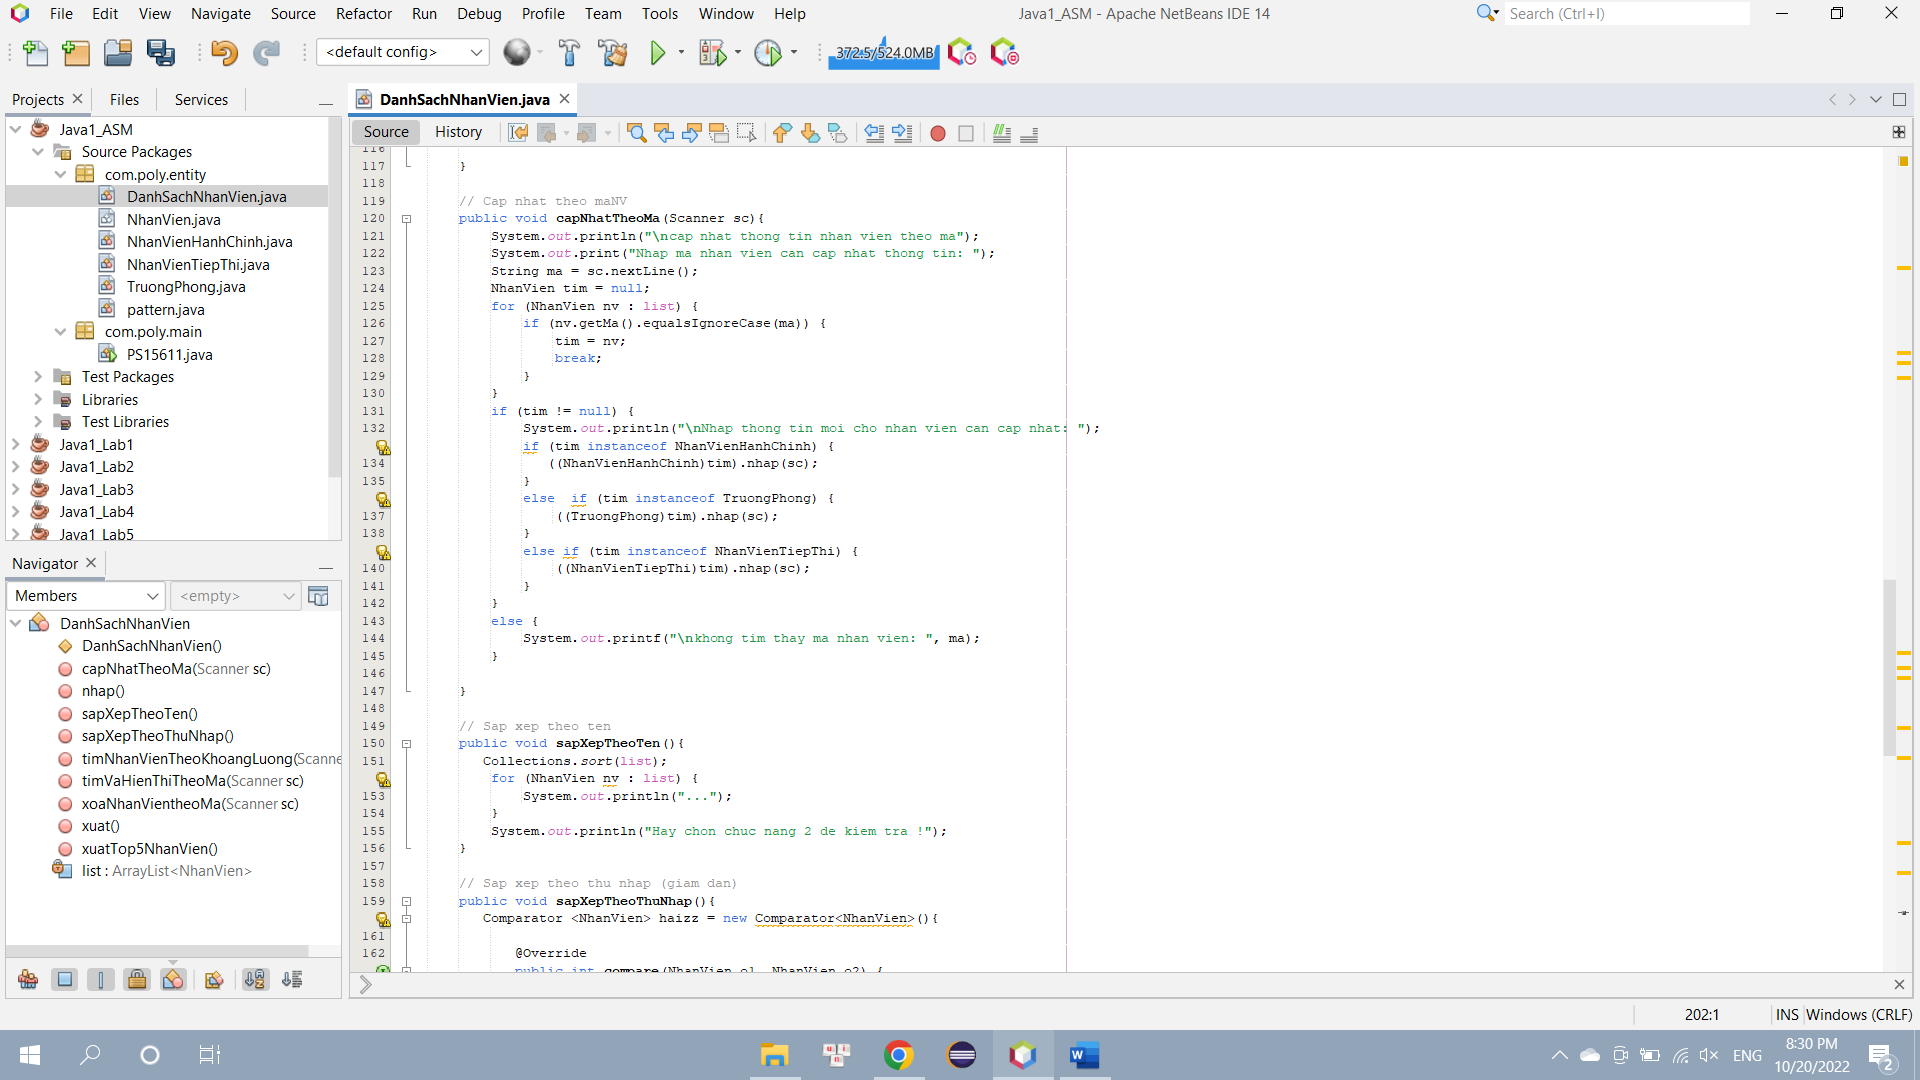 File Edit View Navigate Source Refactor Run Debug Profile Team Tools Window Help
Java1_ASM - Apache NetBeans IDE 14
Search (Ctrl+I)
<default config>
372.5/524.0MB
Projects Files Services
Java1_ASM
Source Packages
com.poly.entity
DanhSachNhanVien.java
NhanVien.java
NhanVienHanhChinh.java
NhanVienTiepThi.java
TruongPhong.java
pattern.java
com.poly.main
PS15611.java
Test Packages
Libraries
Test Libraries
Java1_Lab1
Java1_Lab2
Java1_Lab3
Java1_Lab4
Java1_Lab5
Navigator
Members <empty>
DanhSachNhanVien
DanhSachNhanVien()
capNhatTheoMa(Scanner sc)
nhap()
sapXepTheoTen()
sapXepTheoThuNhap()
timNhanVienTheoKhoangLuong(Scanne
timVaHienThiTheoMa(Scanner sc)
xoaNhanVientheoMa(Scanner sc)
xuat()
xuatTop5NhanVien()
list : ArrayList<NhanVien>
DanhSachNhanVien.java
Source History
116
117 }
118
119 // Cap nhat theo maNV
120 public void capNhatTheoMa(Scanner sc){
121 System.out.println("\ncap nhat thong tin nhan vien theo ma");
122 System.out.print("Nhap ma nhan vien can cap nhat thong tin: ");
123 String ma = sc.nextLine();
124 NhanVien tim = null;
125 for (NhanVien nv : list) {
126 if (nv.getMa().equalsIgnoreCase(ma)) {
127 tim = nv;
128 break;
129 }
130 }
131 if (tim != null) {
132 System.out.println("\nNhap thong tin moi cho nhan vien can cap nhat: ");
if (tim instanceof NhanVienHanhChinh) {
134 ((NhanVienHanhChinh)tim).nhap(sc);
135 }
else  if (tim instanceof TruongPhong) {
137 ((TruongPhong)tim).nhap(sc);
138 }
else if (tim instanceof NhanVienTiepThi) {
140 ((NhanVienTiepThi)tim).nhap(sc);
141 }
142 }
143 else {
144 System.out.printf("\nkhong tim thay ma nhan vien: ", ma);
145 }
146
147 }
148
149 // Sap xep theo ten
150 public void sapXepTheoTen(){
151 Collections.sort(list);
for (NhanVien nv : list) {
153 System.out.println("...");
154 }
155 System.out.println("Hay chon chuc nang 2 de kiem tra !");
156 }
157
158 // Sap xep theo thu nhap (giam dan)
159 public void sapXepTheoThuNhap(){
Comparator <NhanVien> haizz = new Comparator<NhanVien>(){
161
162 @Override
public int compare(NhanVien o1, NhanVien o2) {
202:1 INS Windows (CRLF)
ENG
8:30 PM
10/20/2022
2